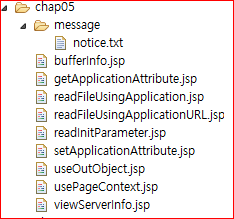 chap05
message
notice.txt
bufferInfo.jsp
getApplicationAttribute.jsp
readFileUsingApplication.jsp
readFileUsingApplicationURL.jsp
readInitParameter.jsp
setApplicationAttribute.jsp
useOutObject.jsp
usePageContext.jsp
viewServerInfo.jsp